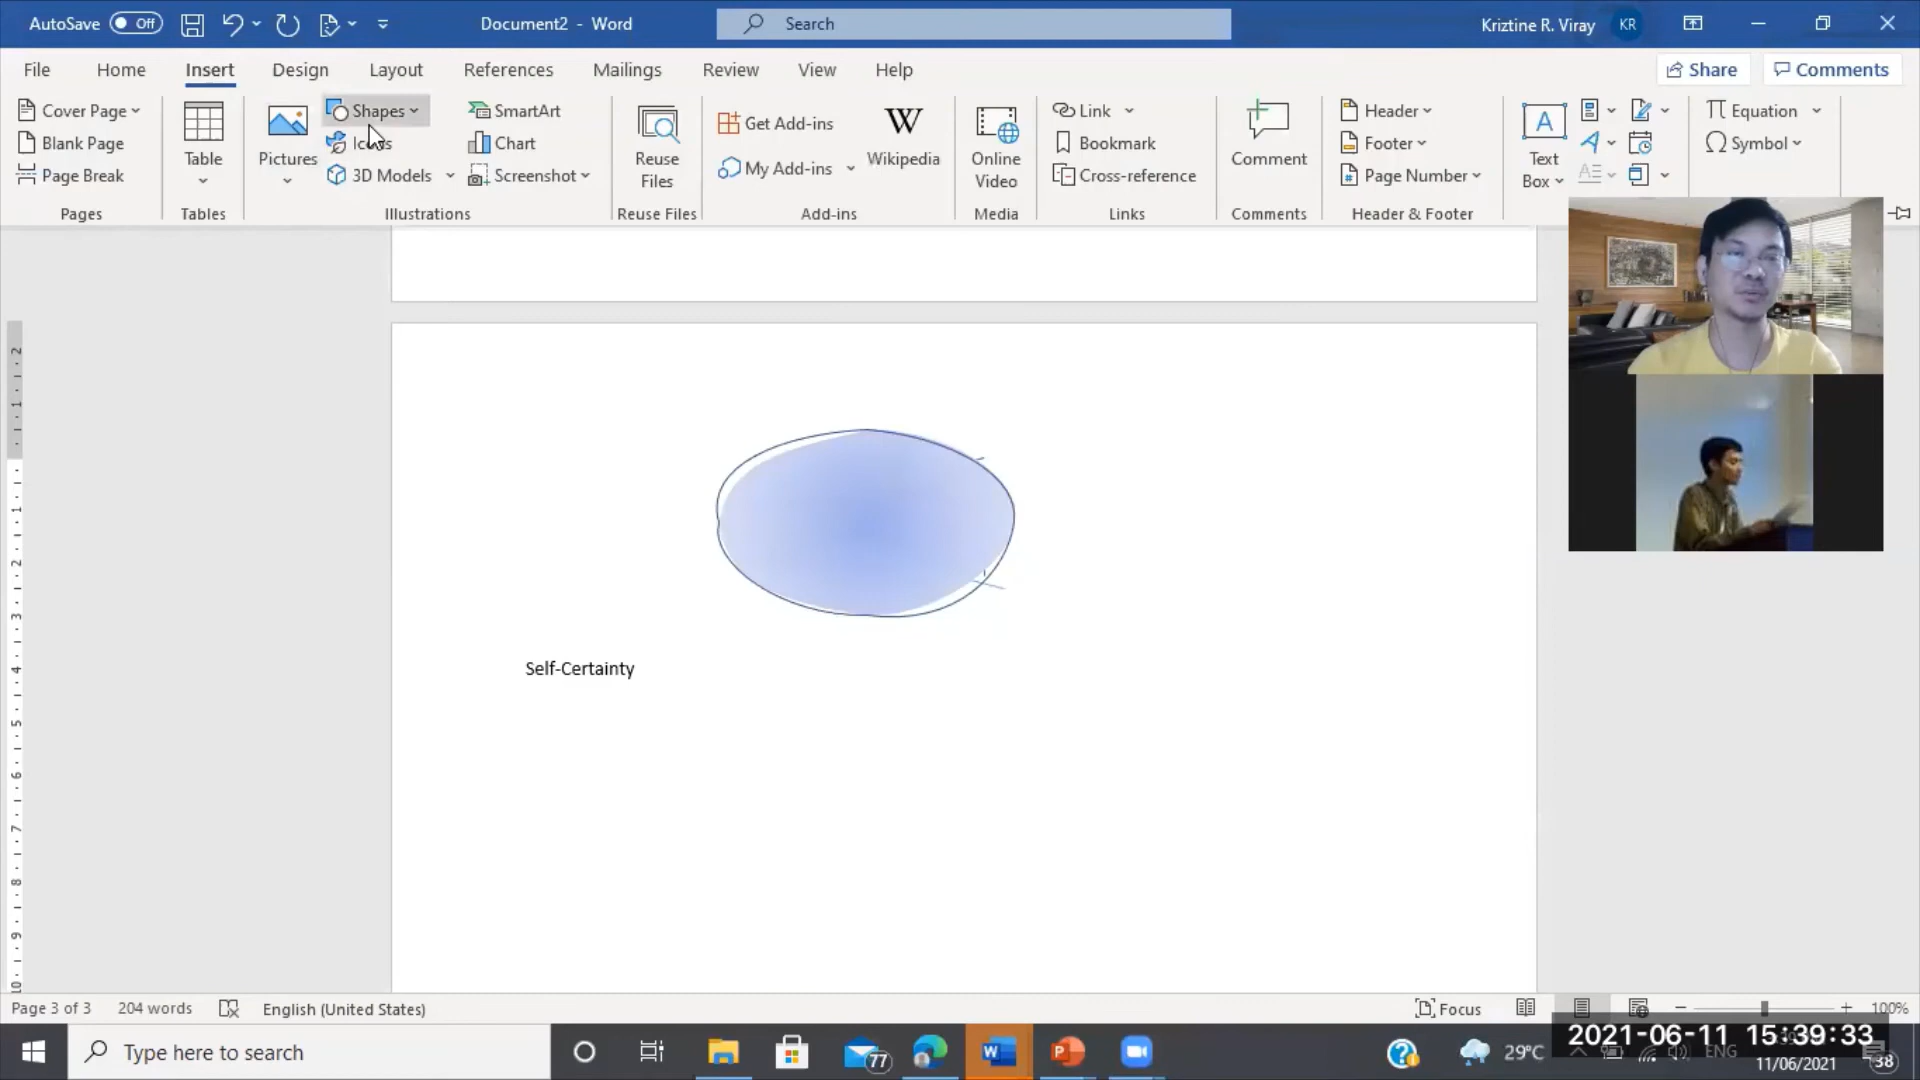 AutoSave Off Document2 - Word Search Kriztine R. Viray KR
File Home Insert Design Layout References Mailings Review View Help Share Comments
Cover Page
Blank Page
Page Break
Pages
Table
Tables
Pictures
Shapes
3D Models
SmartArt
Chart
Screenshot
Illustrations
Reuse
Files
Reuse Files
Get Add-ins
My Add-ins
W
Wikipedia
Add-ins
Online
Video
Media
Link
Bookmark
Cross-reference
Links
Comment
Comments
Header
Footer
Page Number
Header & Footer
A
Text
Box
π Equation
Ω Symbol
Self-Certainty
Page 3 of 3 204 words English (United States) Focus 100%
Type here to search 77 29°C ENG
2021-06-11 15:39:33
11/06/2021 38